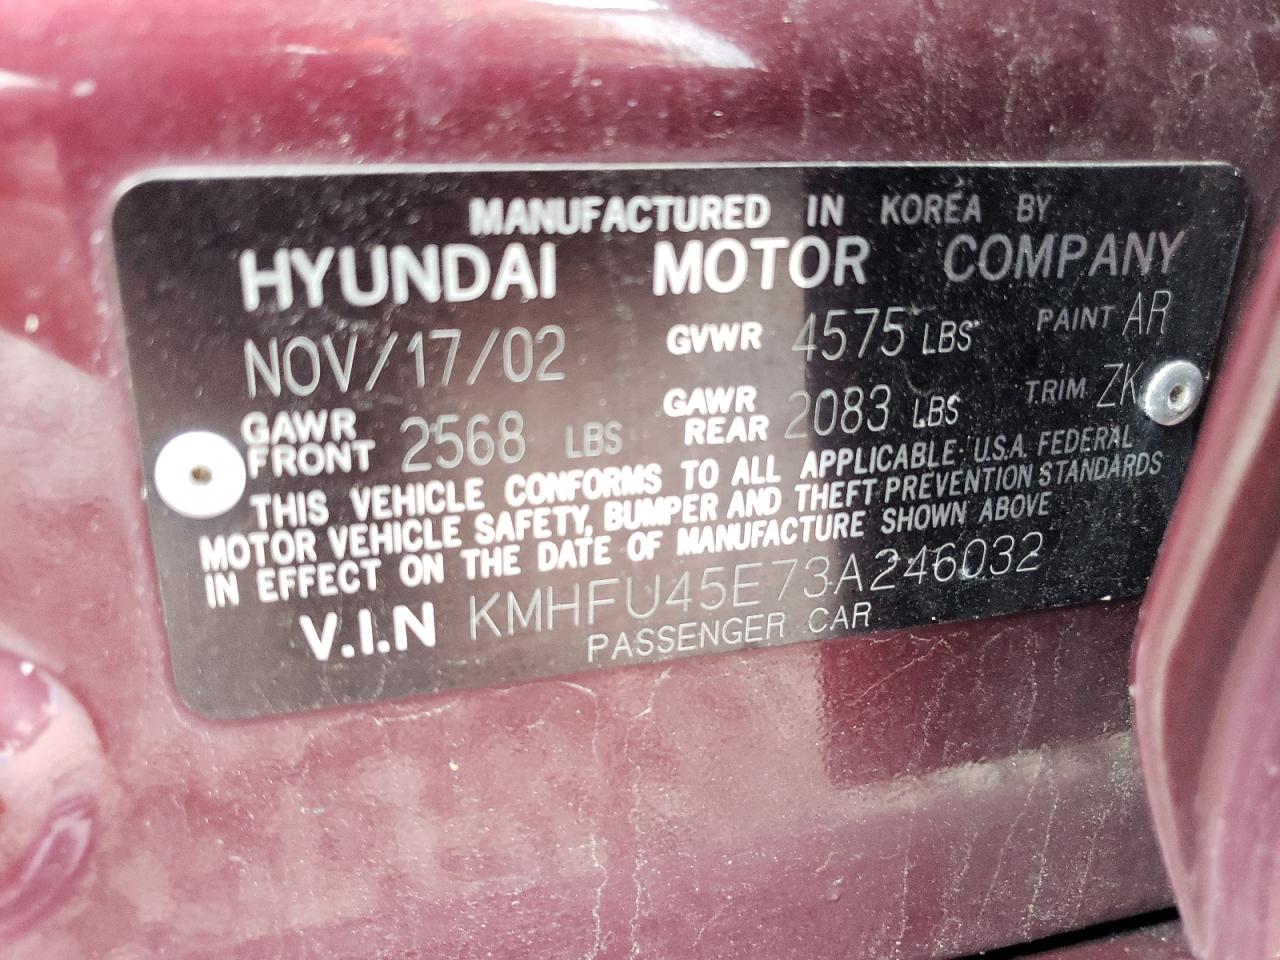 MANUFACTURED IN KOREA BY
HYUNDAI MOTOR COMPANY
NOV/17/02 GVWR 4575 LBS PAINT AR
GAWR FRONT 2568 LBS GAWR REAR 2083 LBS TRIM ZK
THIS VEHICLE CONFORMS TO ALL APPLICABLE U.S.A. FEDERAL
MOTOR VEHICLE SAFETY, BUMPER AND THEFT PREVENTION STANDARDS
IN EFFECT ON THE DATE OF MANUFACTURE SHOWN ABOVE
V.I.N KMHFU45E73A246032
PASSENGER CAR